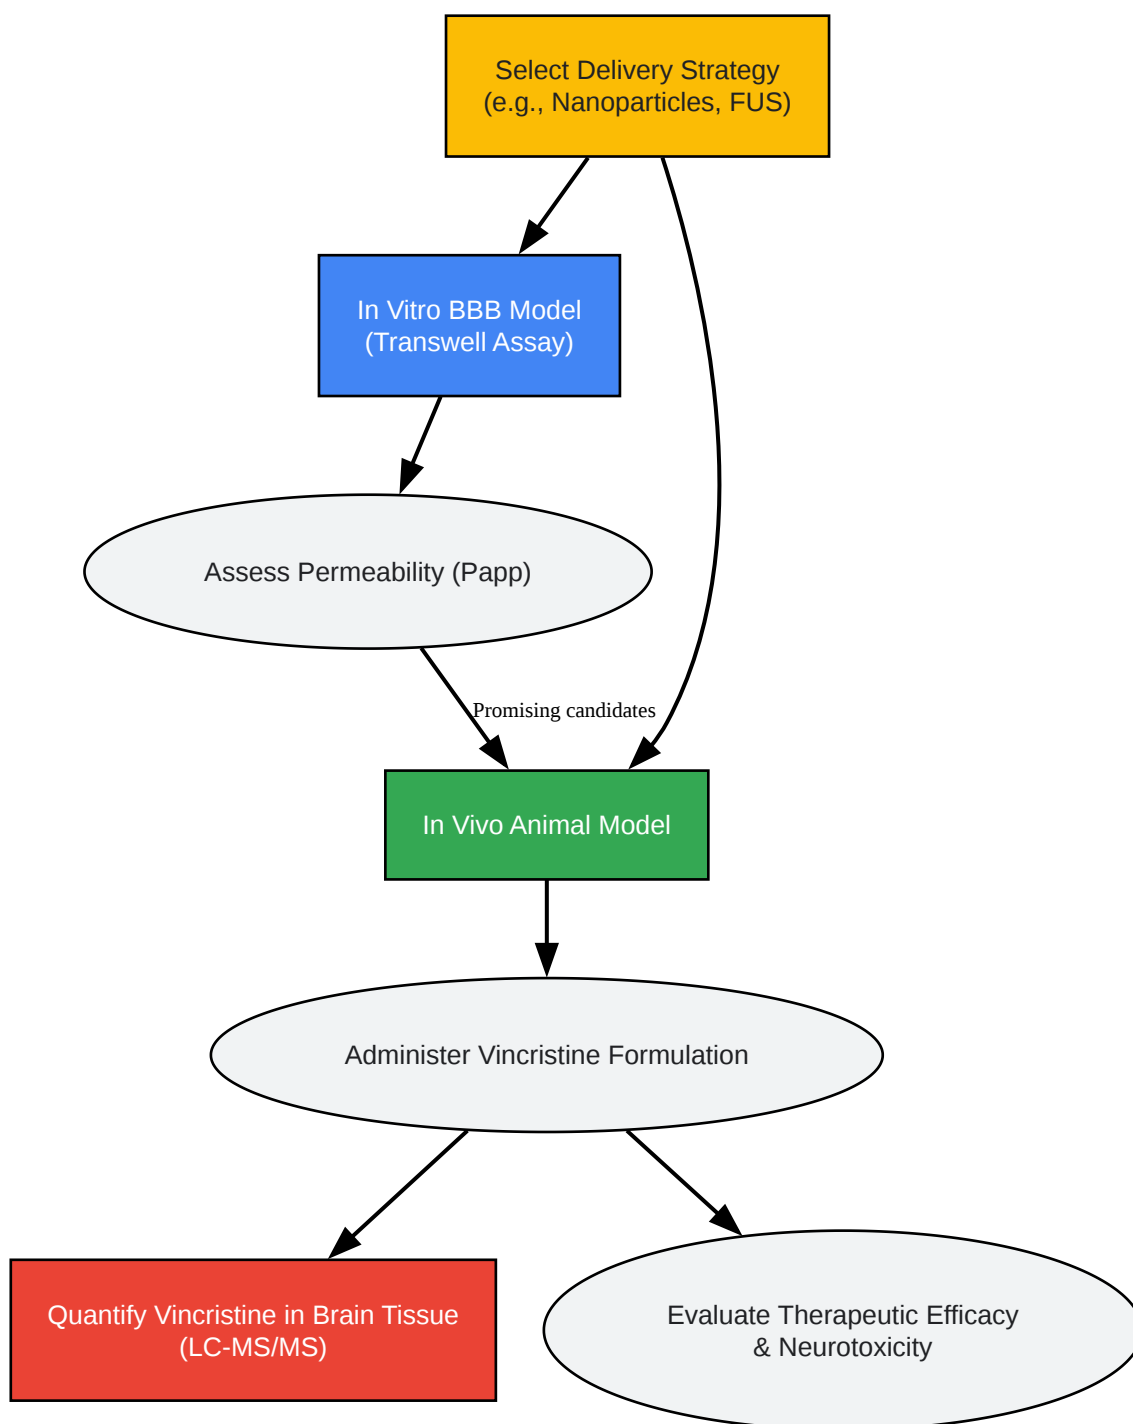 Select Delivery Strategy
(e.g., Nanoparticles, FUS)
In Vitro BBB Model
(Transwell Assay)
Assess Permeability (Papp)
Promising candidates
In Vivo Animal Model
Administer Vincristine Formulation
Quantify Vincristine in Brain Tissue
(LC-MS/MS)
Evaluate Therapeutic Efficacy
& Neurotoxicity